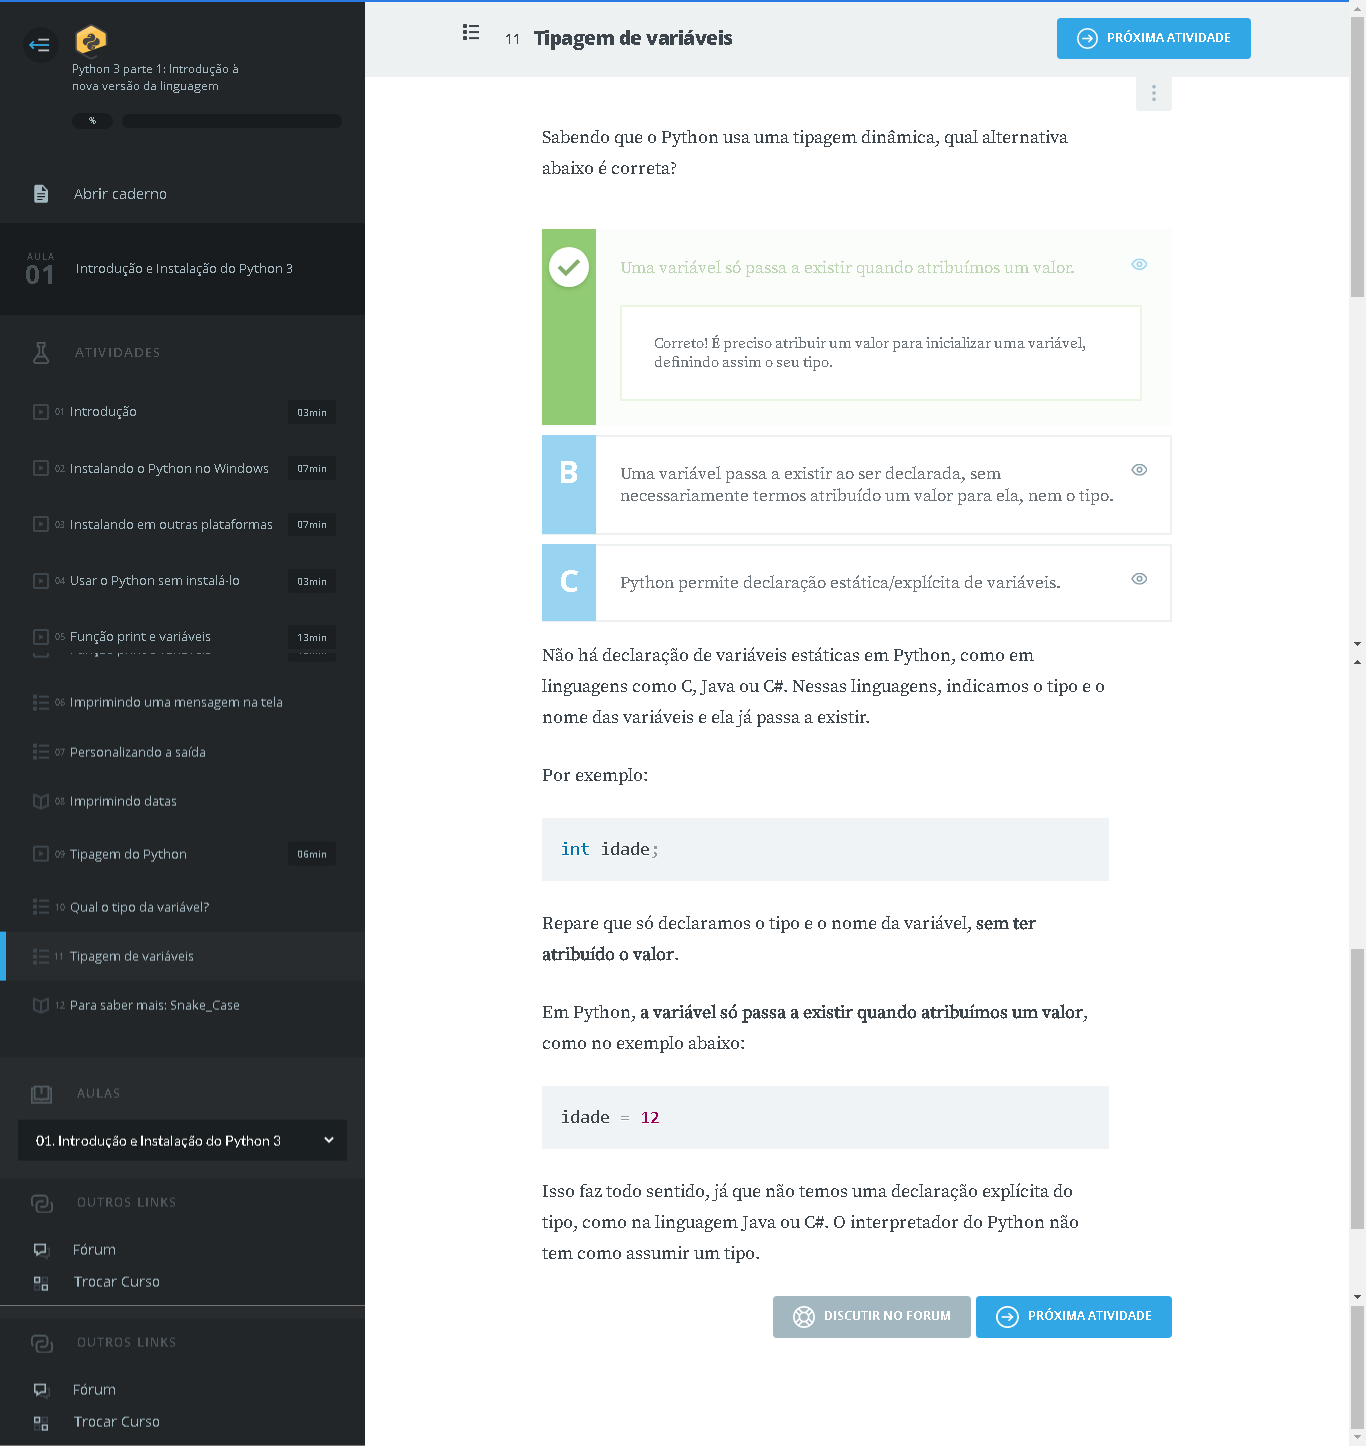 Python 3 parte 1: Introdução à
nova versão da linguagem
%
Abrir caderno
AULA
01
Introdução e Instalação do Python 3
ATIVIDADES
01 Introdução 03min
02 Instalando o Python no Windows 07min
03 Instalando em outras plataformas 07min
04 Usar o Python sem instalá-lo 03min
05 Função print e variáveis 13min
06 Imprimindo uma mensagem na tela
07 Personalizando a saída
08 Imprimindo datas
09 Tipagem do Python 06min
10 Qual o tipo da variável?
11 Tipagem de variáveis
12 Para saber mais: Snake_Case
AULAS
01. Introdução e Instalação do Python 3
OUTROS LINKS
Fórum
Trocar Curso
OUTROS LINKS
Fórum
Trocar Curso
11 Tipagem de variáveis
PRÓXIMA ATIVIDADE
Sabendo que o Python usa uma tipagem dinâmica, qual alternativa
abaixo é correta?
Uma variável só passa a existir quando atribuímos um valor.
Correto! É preciso atribuir um valor para inicializar uma variável,
definindo assim o seu tipo.
B
Uma variável passa a existir ao ser declarada, sem
necessariamente termos atribuído um valor para ela, nem o tipo.
C
Python permite declaração estática/explícita de variáveis.
Não há declaração de variáveis estáticas em Python, como em
linguagens como C, Java ou C#. Nessas linguagens, indicamos o tipo e o
nome das variáveis e ela já passa a existir.
Por exemplo:
int idade;
Repare que só declaramos o tipo e o nome da variável, sem ter
atribuído o valor.
Em Python, a variável só passa a existir quando atribuímos um valor,
como no exemplo abaixo:
idade = 12
Isso faz todo sentido, já que não temos uma declaração explícita do
tipo, como na linguagem Java ou C#. O interpretador do Python não
tem como assumir um tipo.
DISCUTIR NO FORUM
PRÓXIMA ATIVIDADE